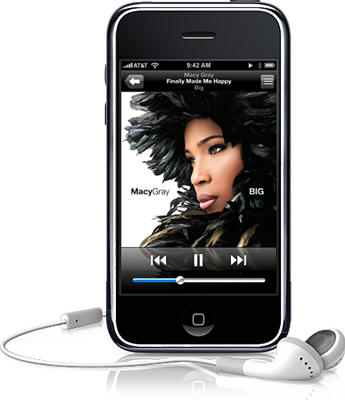 AT&T
9:42 AM
Macy Gray
Finally Made Me Happy
Big
MacyGray
BIG